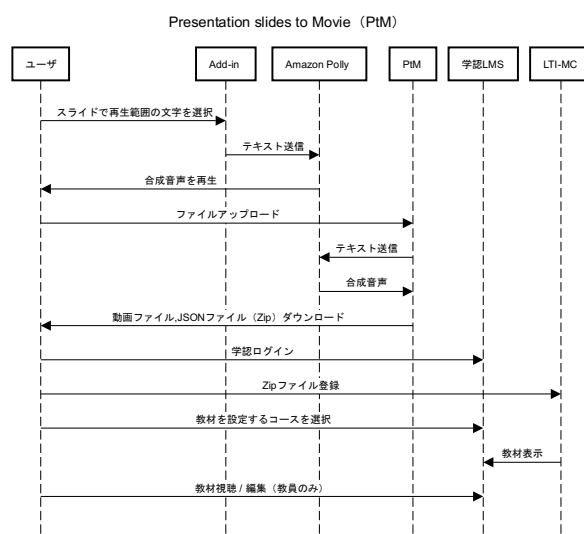 Presentation slides to Movie（PtM）
ユーザ
Add-in
Amazon Polly
PtM
学認LMS
LTI-MC
スライドで再生範囲の文字を選択
テキスト送信
合成音声を再生
ファイルアップロード
テキスト送信
合成音声
動画ファイル,JSONファイル（Zip）ダウンロード
学認ログイン
Zipファイル登録
教材を設定するコースを選択
教材表示
教材視聴 / 編集（教員のみ）